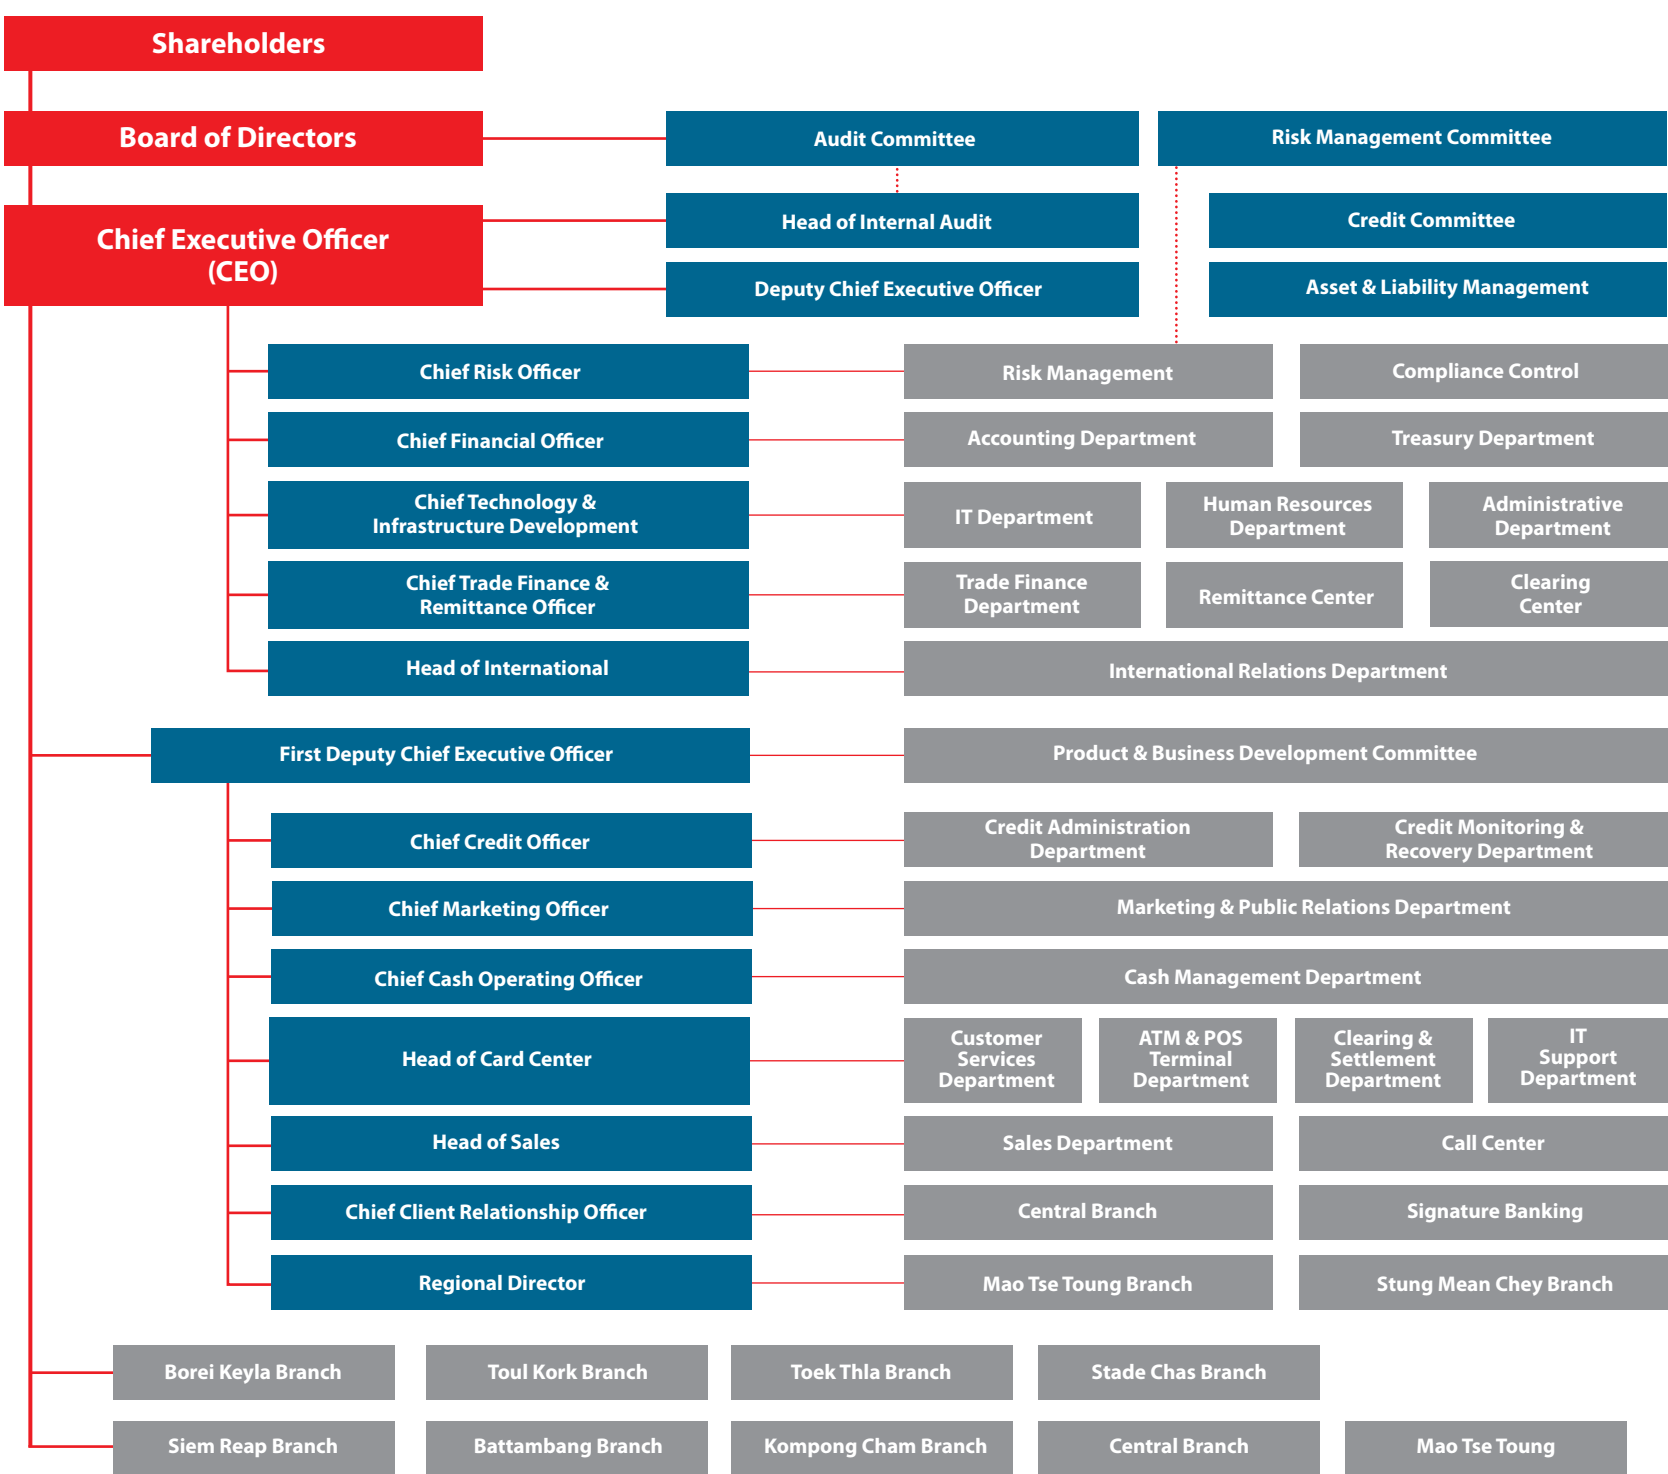 Shareholders
Board of Directors
Audit Committee
Risk Management Committee
Chief Executive Officer
(CEO)
Head of Internal Audit
Credit Committee
Deputy Chief Executive Officer
Asset & Liability Management
Chief Risk Officer
Risk Management
Compliance Control
Chief Financial Officer
Accounting Department
Treasury Department
Chief Technology &
Infrastructure Development
IT Department
Human Resources
Department
Administrative
Department
Chief Trade Finance &
Remittance Officer
Trade Finance
Department
Remittance Center
Clearing
Center
Head of International
International Relations Department
First Deputy Chief Executive Officer
Product & Business Development Committee
Chief Credit Officer
Credit Administration
Department
Credit Monitoring &
Recovery Department
Chief Marketing Officer
Marketing & Public Relations Department
Chief Cash Operating Officer
Cash Management Department
Head of Card Center
Customer
Services
Department
ATM & POS
Terminal
Department
Clearing &
Settlement
Department
IT
Support
Department
Head of Sales
Sales Department
Call Center
Chief Client Relationship Officer
Central Branch
Signature Banking
Regional Director
Mao Tse Toung Branch
Stung Mean Chey Branch
Borei Keyla Branch
Toul Kork Branch
Toek Thla Branch
Stade Chas Branch
Siem Reap Branch
Battambang Branch
Kompong Cham Branch
Central Branch
Mao Tse Toung